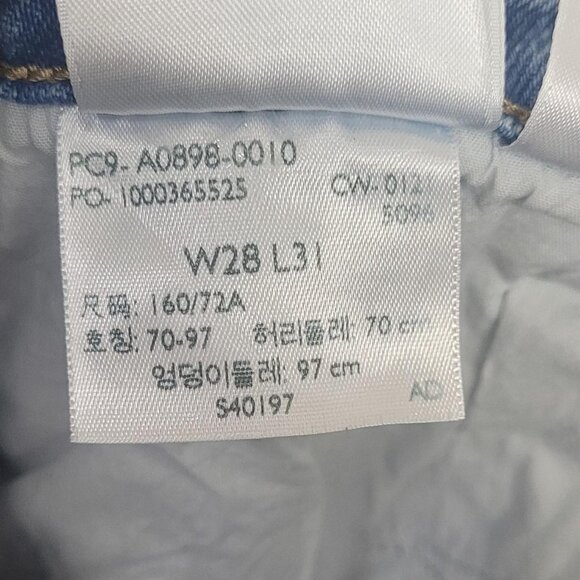 PC9- A0898-0010
PO- 1000365525 CW- 012
5096
W28 L31
尺码: 160/72A
호칭: 70-97 허리둘레: 70 cm
엉덩이둘레: 97 cm
S40197 AD